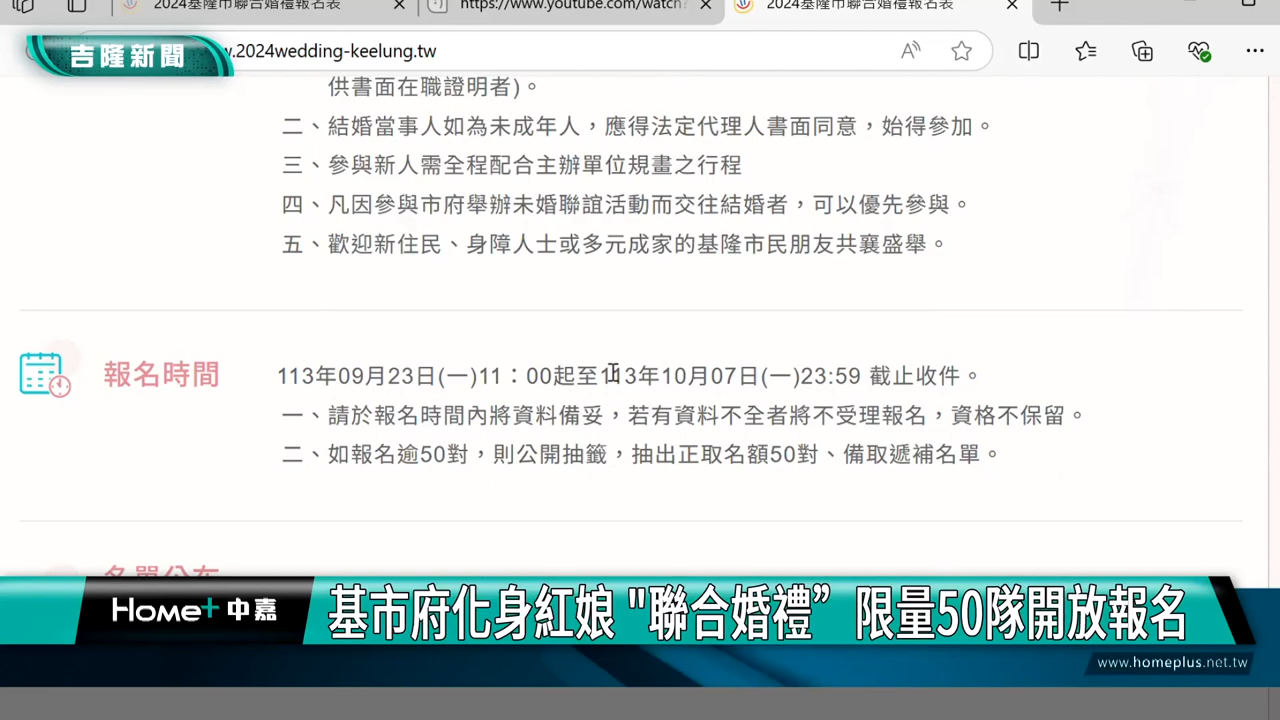 2024基隆市聯合婚禮報名表
https://www.youtube.com/watch?
2024基隆市聯合婚禮報名表
吉隆新聞
.2024wedding-keelung.tw
供書面在職證明者)。
二、結婚當事人如為未成年人，應得法定代理人書面同意，始得參加。
三、參與新人需全程配合主辦單位規畫之行程
四、凡因參與市府舉辦未婚聯誼活動而交往結婚者，可以優先參與。
五、歡迎新住民、身障人士或多元成家的基隆市民朋友共襄盛舉。
報名時間
113年09月23日(一)11：00起至113年10月07日(一)23:59 截止收件。
一、請於報名時間內將資料備妥，若有資料不全者將不受理報名，資格不保留。
二、如報名逾50對，則公開抽籤，抽出正取名額50對、備取遞補名單。
名單公布
Home+中嘉
基市府化身紅娘 "聯合婚禮” 限量50隊開放報名
www.homeplus.net.tw